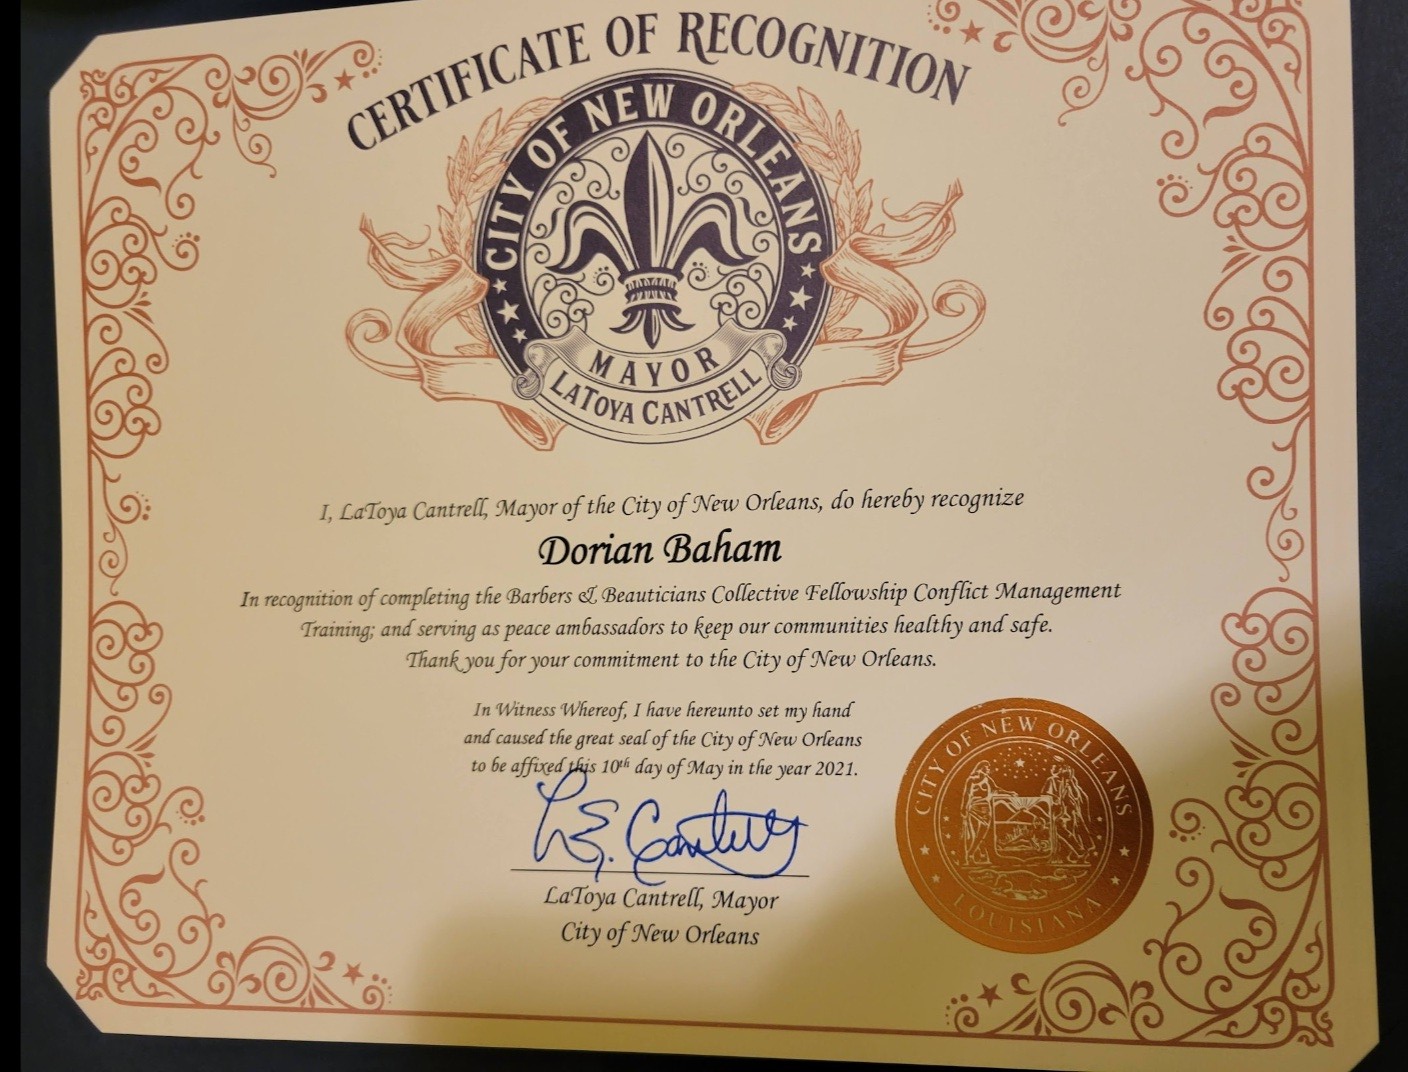 CERTIFICATE OF RECOGNITION
CITY OF NEW ORLEANS
MAYOR
LATOYA CANTRELL
I, LaToya Cantrell, Mayor of the City of New Orleans, do hereby recognize
Dorian Baham
In recognition of completing the Barbers & Beauticians Collective Fellowship Conflict Management
Training; and serving as peace ambassadors to keep our communities healthy and safe.
Thank you for your commitment to the City of New Orleans.
In Witness Whereof, I have hereunto set my hand
and caused the great seal of the City of New Orleans
to be affixed this 10th day of May in the year 2021.
L E. Cantrell
LaToya Cantrell, Mayor
City of New Orleans
CITY OF NEW ORLEANS
LOUISIANA